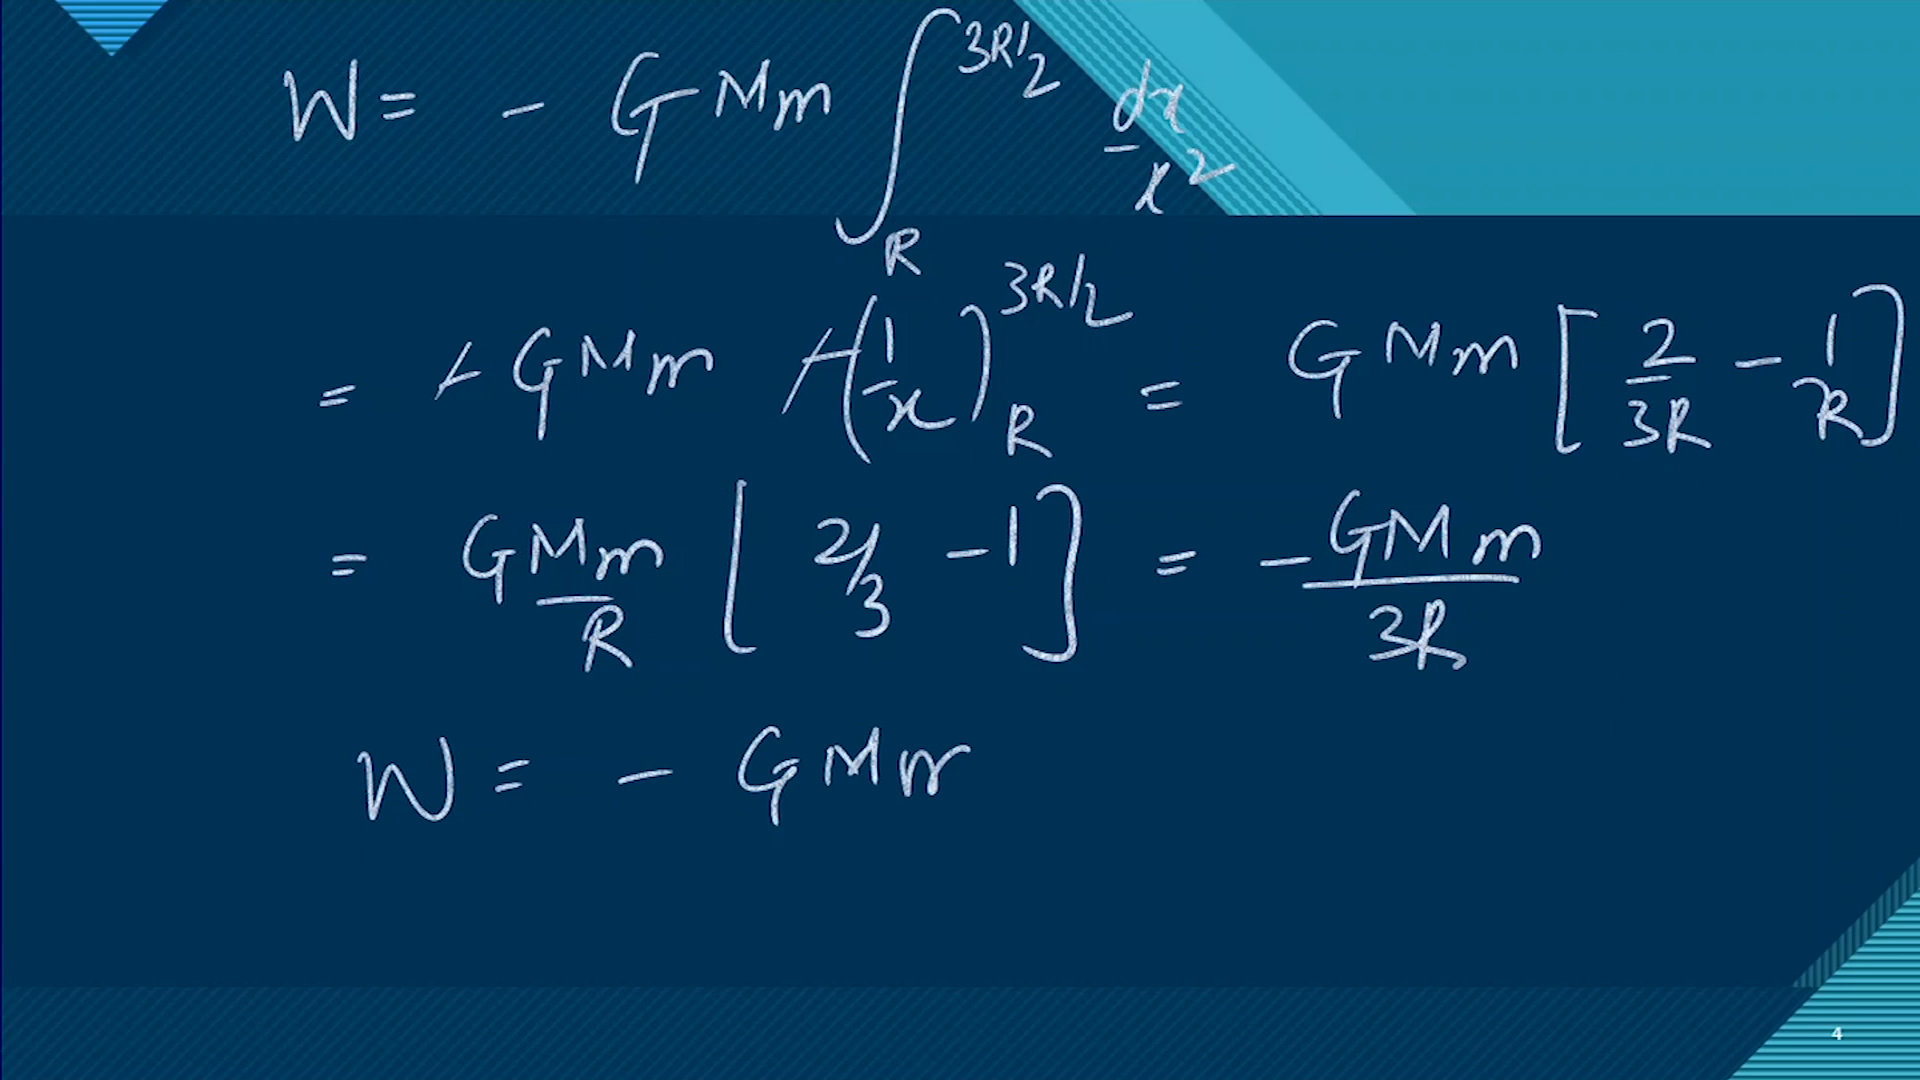 W = - GMm ∫_R^{3R/2} dx/x²
= - GMm -(1/x)_R^{3R/2} = GMm [2/3R - 1/R]
= GMm/R [2/3 - 1] = - GMm/3R
W = - GMm
4